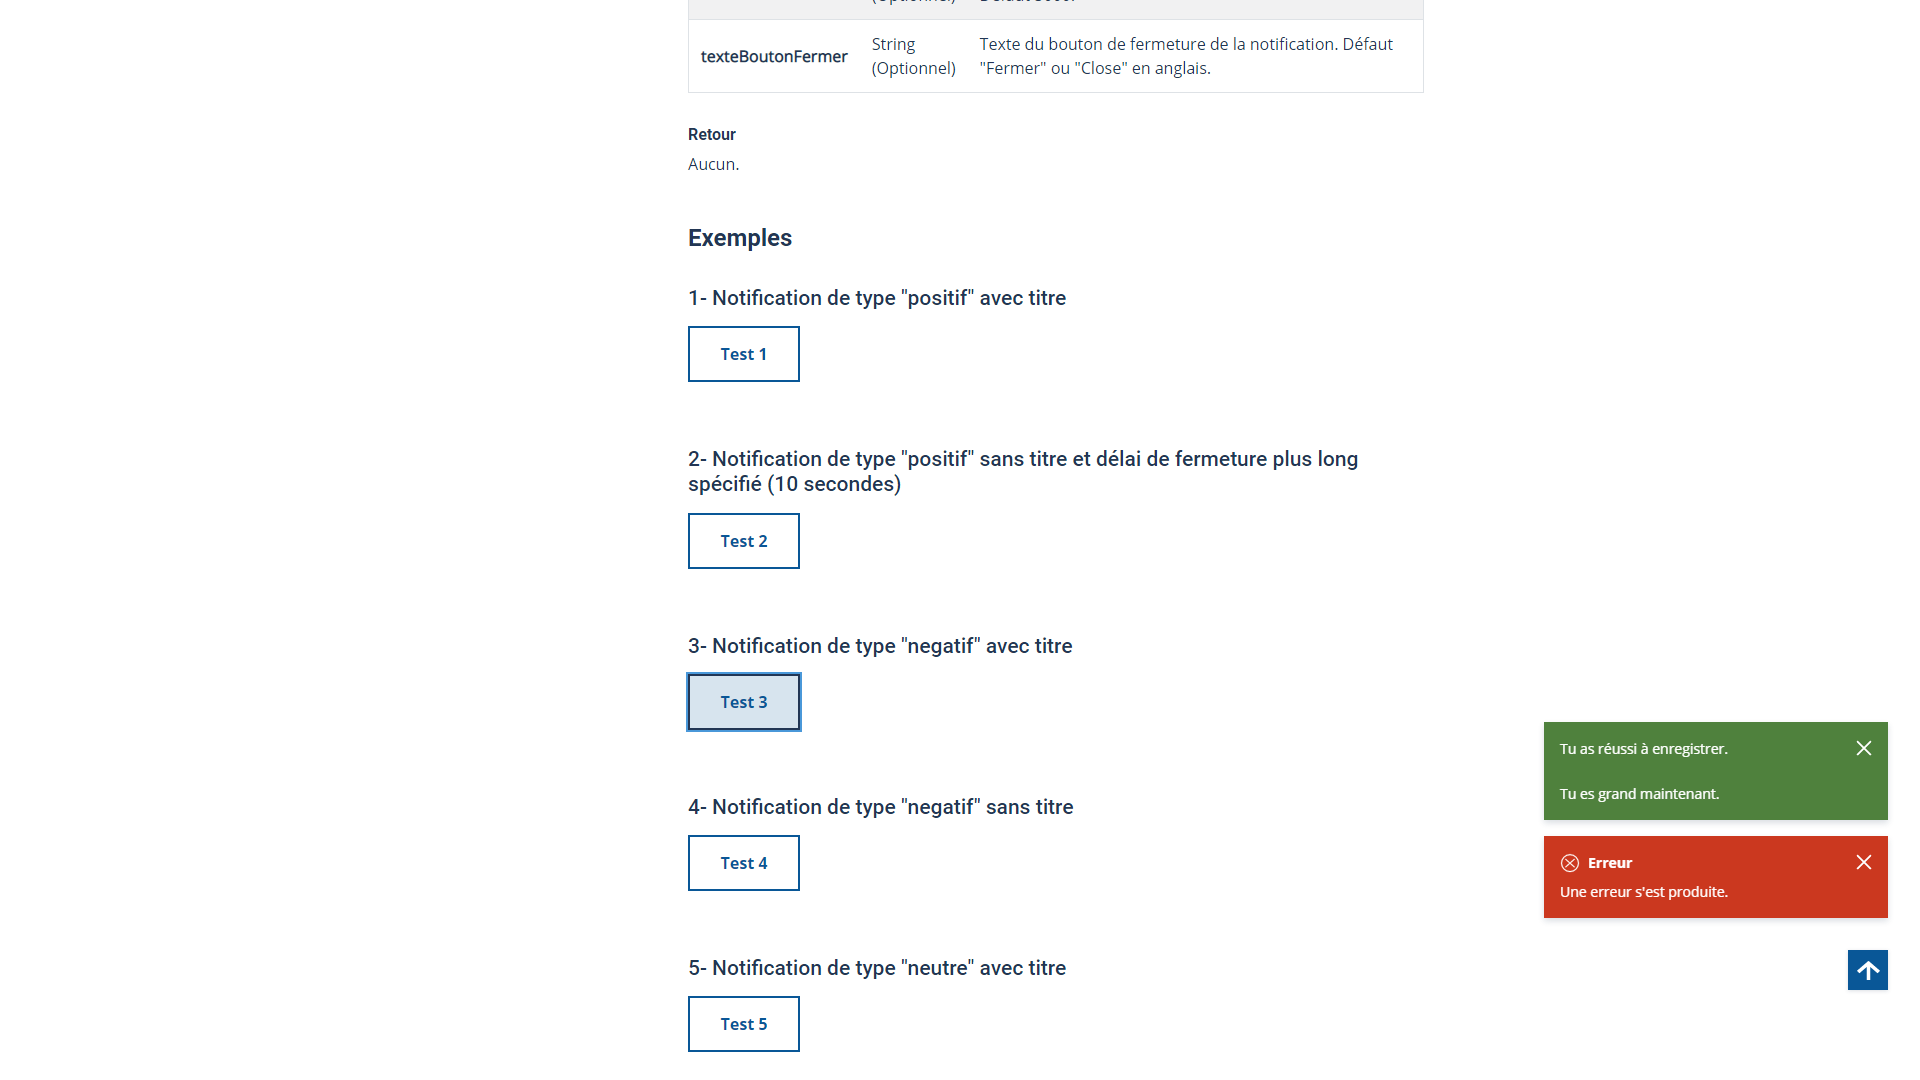 texteBoutonFermer
String
(Optionnel)
Texte du bouton de fermeture de la notification. Défaut
"Fermer" ou "Close" en anglais.
Retour
Aucun.
Exemples
1- Notification de type "positif" avec titre
Test 1
2- Notification de type "positif" sans titre et délai de fermeture plus long
spécifié (10 secondes)
Test 2
3- Notification de type "negatif" avec titre
Test 3
4- Notification de type "negatif" sans titre
Test 4
5- Notification de type "neutre" avec titre
Test 5
Tu as réussi à enregistrer.
Tu es grand maintenant.
Erreur
Une erreur s'est produite.